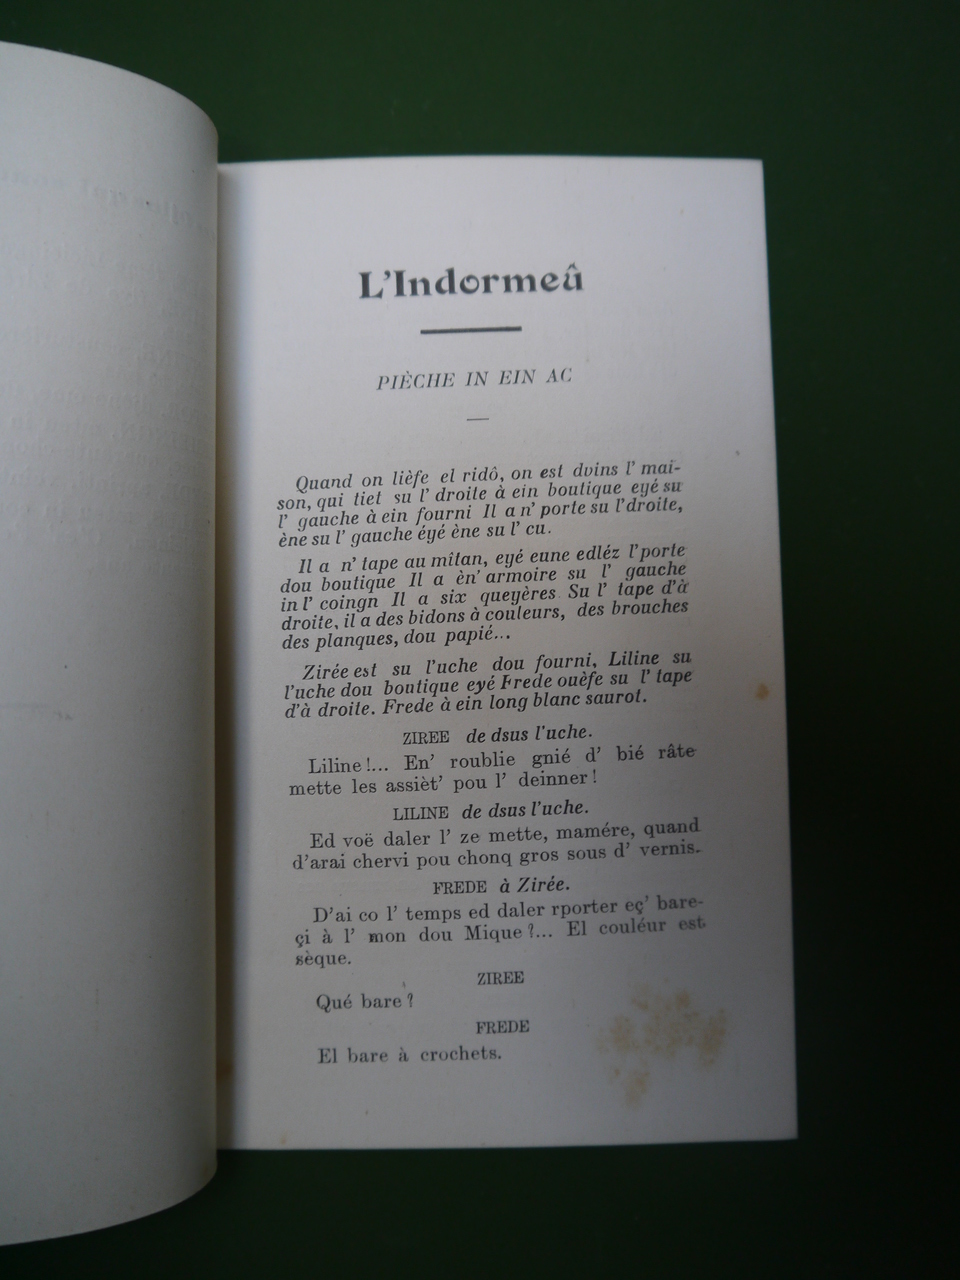 L'Indormeû
PIÈCHE IN EIN AC
Quand on lièfe el ridô, on est dvins l' mai-
son, qui tiet su l' droite à ein boutique eyé su
l' gauche à ein fourni Il a n' porte su l'droite,
ène su l' gauche éyé ène su l' cu.
Il a n' tape au mîtan, eyé eune edléz l'porte
dou boutique Il a èn' armoire su l' gauche
in l' coingn Il a six queyères Su l' tape d'à
droite, il a des bidons à couleurs, des brouches
des planques, dou papié...
Zirée est su l'uche dou fourni, Liline su
l'uche dou boutique eyé Frede ouèfe su l' tape
d'à droite. Frede à ein long blanc saurot.
ZIREE de dsus l'uche.
Liline !... En' roublie gnié d' bié râte
mette les assièt' pou l' deinner !
LILINE de dsus l'uche.
Ed voë daler l' ze mette, mamére, quand
d'arai chervi pou chonq gros sous d' vernis.
FREDE à Zirée.
D'ai co l' temps ed daler rporter eç' bare-
çi à l' mon dou Mique ?... El couléur est
sèque.
ZIREE
Qué bare ?
FREDE
El bare à crochets.